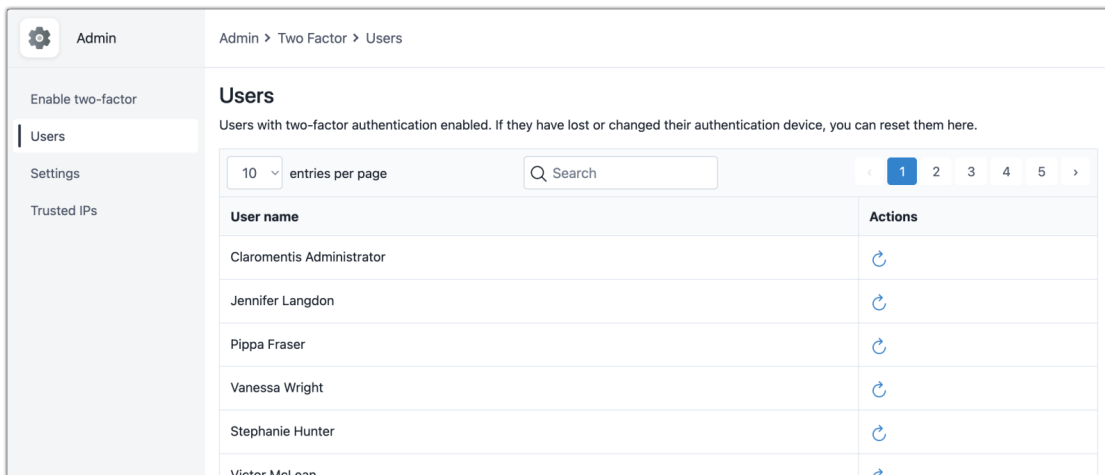 Admin
Admin > Two Factor > Users
Enable two-factor
Users
Settings
Trusted IPs
Users
Users with two-factor authentication enabled. If they have lost or changed their authentication device, you can reset them here.
10 entries per page
Search
‹ 1 2 3 4 5 ›
User name Actions
Claromentis Administrator
Jennifer Langdon
Pippa Fraser
Vanessa Wright
Stephanie Hunter
Victor McLean